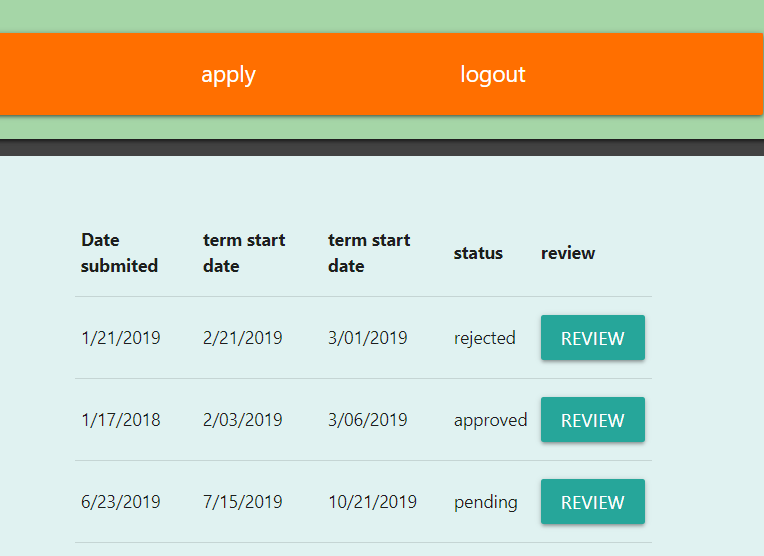 apply logout
Date submited term start date term start date status review
1/21/2019 2/21/2019 3/01/2019 rejected REVIEW
1/17/2018 2/03/2019 3/06/2019 approved REVIEW
6/23/2019 7/15/2019 10/21/2019 pending REVIEW